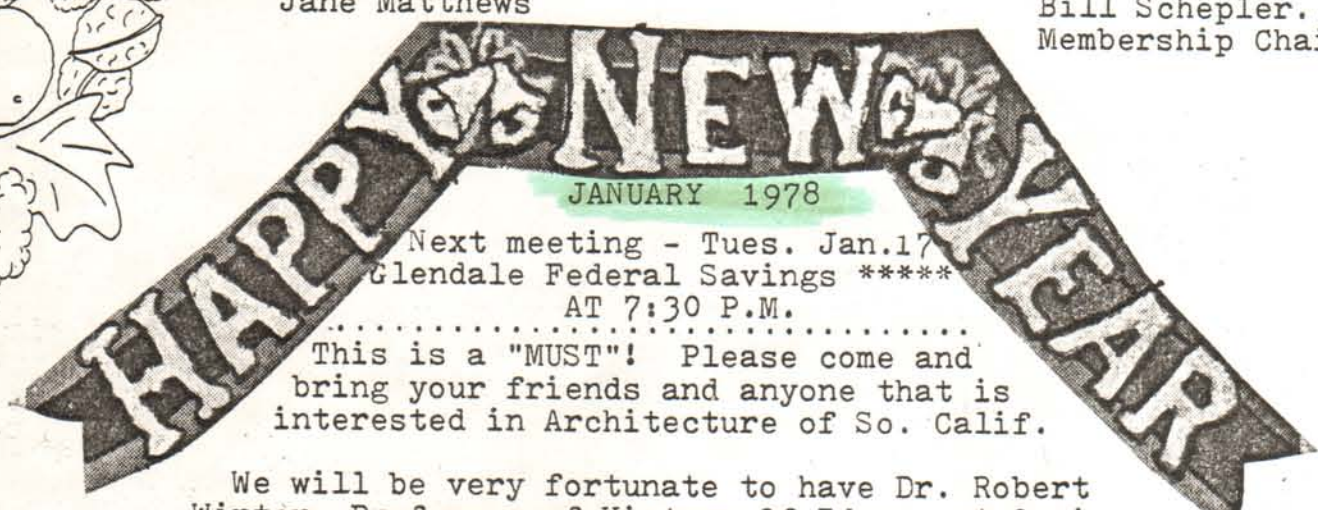 Jane Matthews
Bill Schepler.
Membership
HAPPY NEW YEAR
JANUARY 1978
Next meeting - Tues. Jan.17
Glendale Federal Savings *****
AT 7:30 P.M.
This is a "MUST"! Please come and
bring your friends and anyone that is
interested in Architecture of So. Calif.
We will be very fortunate to have Dr. Robert